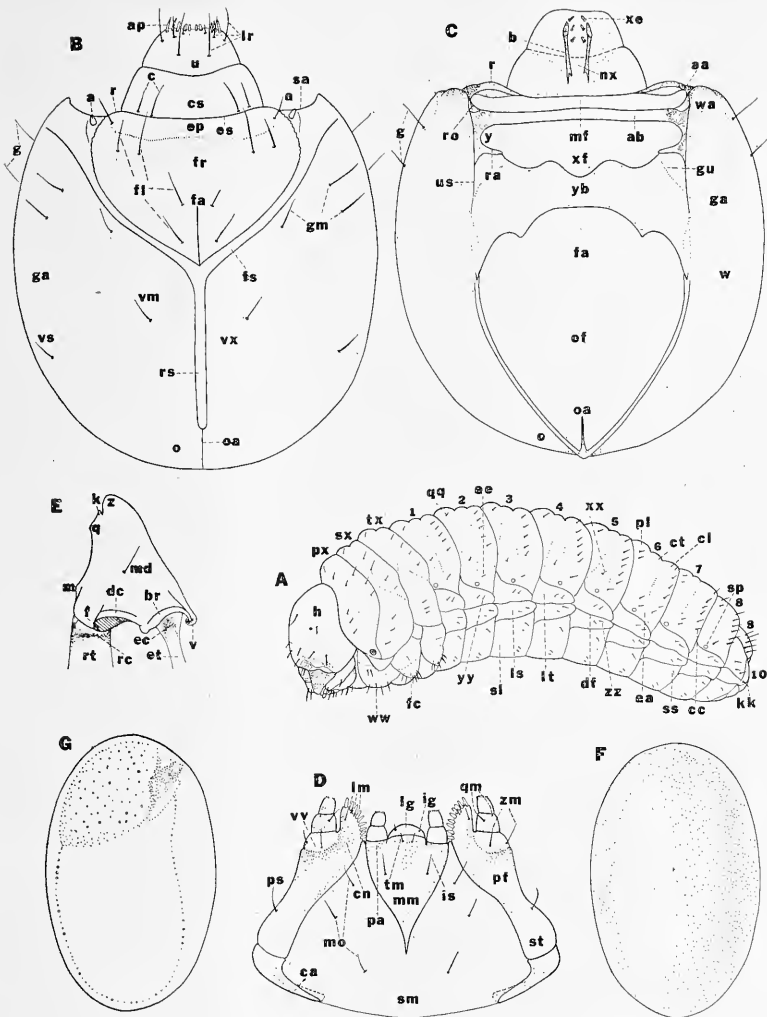 B
ap
lr
u
c
a
r
cs
a
sa
ep
es
g
fr
fl
fa
gm
ga
fs
vm
vs
vx
rs
o
oa
C
b
xe
nx
r
aa
wa
ro
y
mf
ab
g
xf
gu
us
ra
yb
ga
fa
w
of
oa
o
E
k
z
q
md
m
dc
br
f
ec
v
rt
rc
et
A
px
sx
tx
1
qq
2
ee
3
4
xx
5
pl
6
ct
cl
7
sp
8
s
10
h
ww
fc
yy
sl
ls
lt
df
zz
ea
ss
cc
kk
G
D
lm
lg
ig
qm
zm
vv
ps
cn
tm
mm
is
pf
pa
mo
st
ca
sm
F